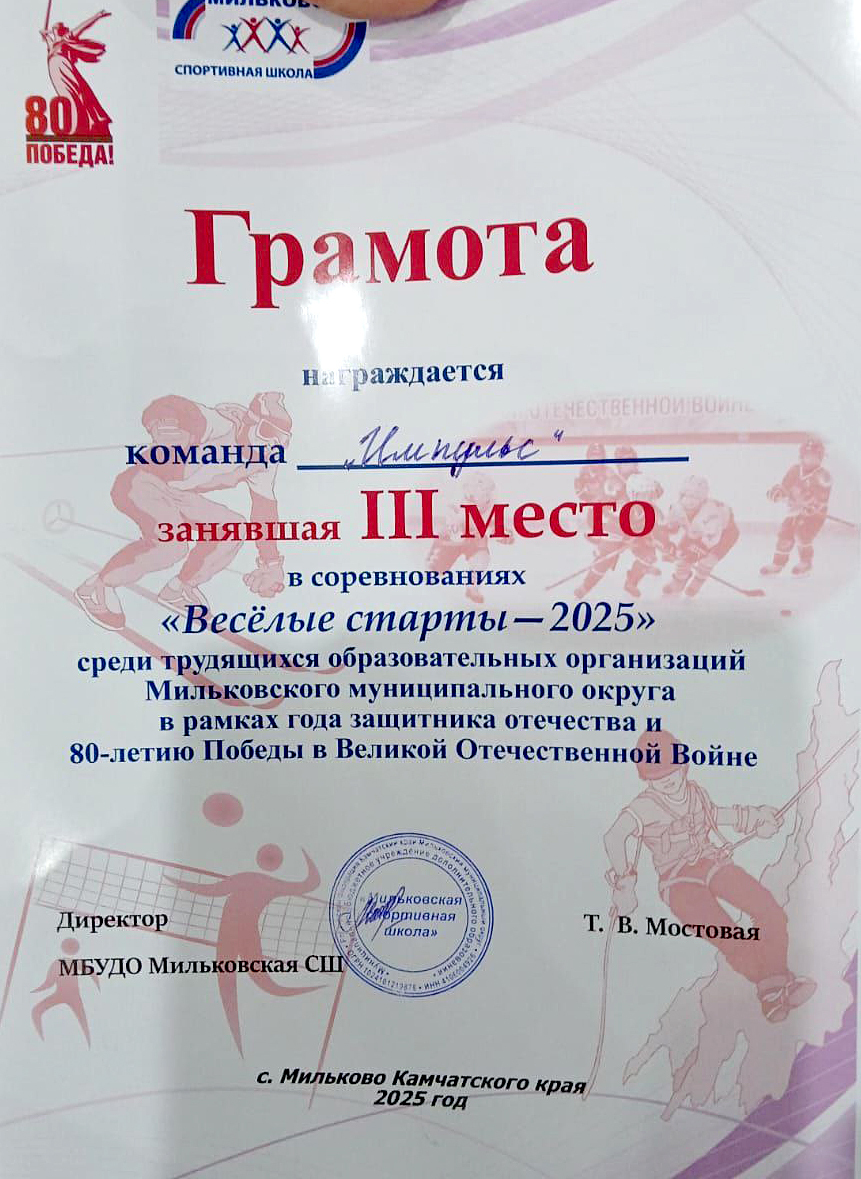 80
ПОБЕДА!
СПОРТИВНАЯ ШКОЛА
Грамота
награждается
команда „Импульс"
занявшая III место
в соревнованиях
«Весёлые старты—2025»
среди трудящихся образовательных организаций
Мильковского муниципального округа
в рамках года защитника отечества и
80-летию Победы в Великой Отечественной Войне
ОТЕЧЕСТВЕННОЙ ВОЙНЕ
Директор
МБУДО Мильковская СШ
Мильковская
спортивная
школа»
Т. В. Мостовая
с. Мильково Камчатского края
2025 год